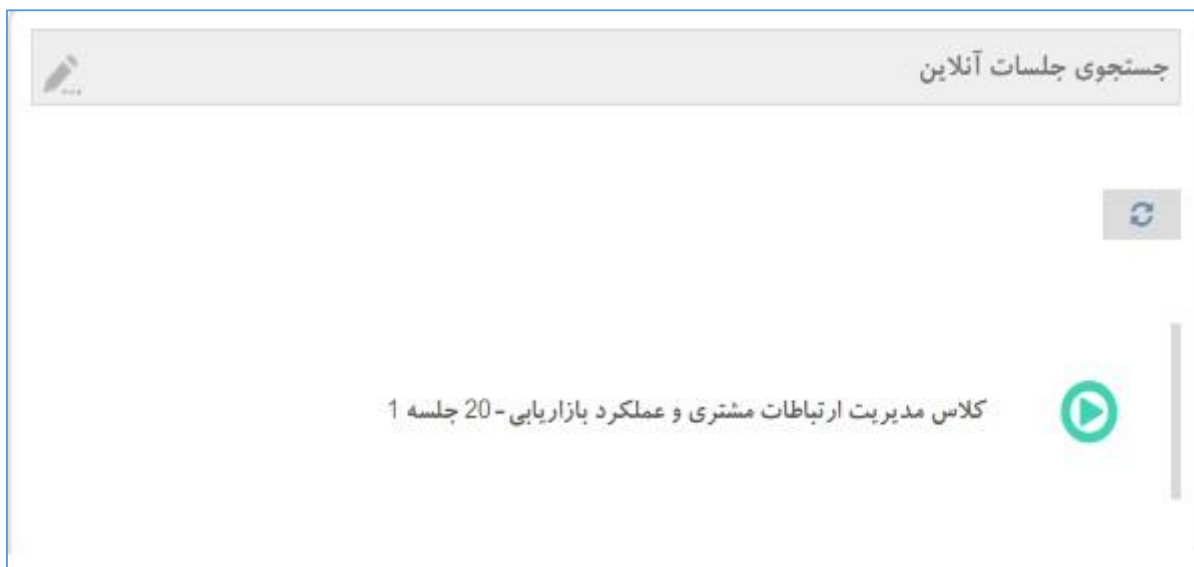 جستجوی جلسات آنلاین
کلاس مدیریت ارتباطات مشتری و عملکرد بازاریابی-20 جلسه 1